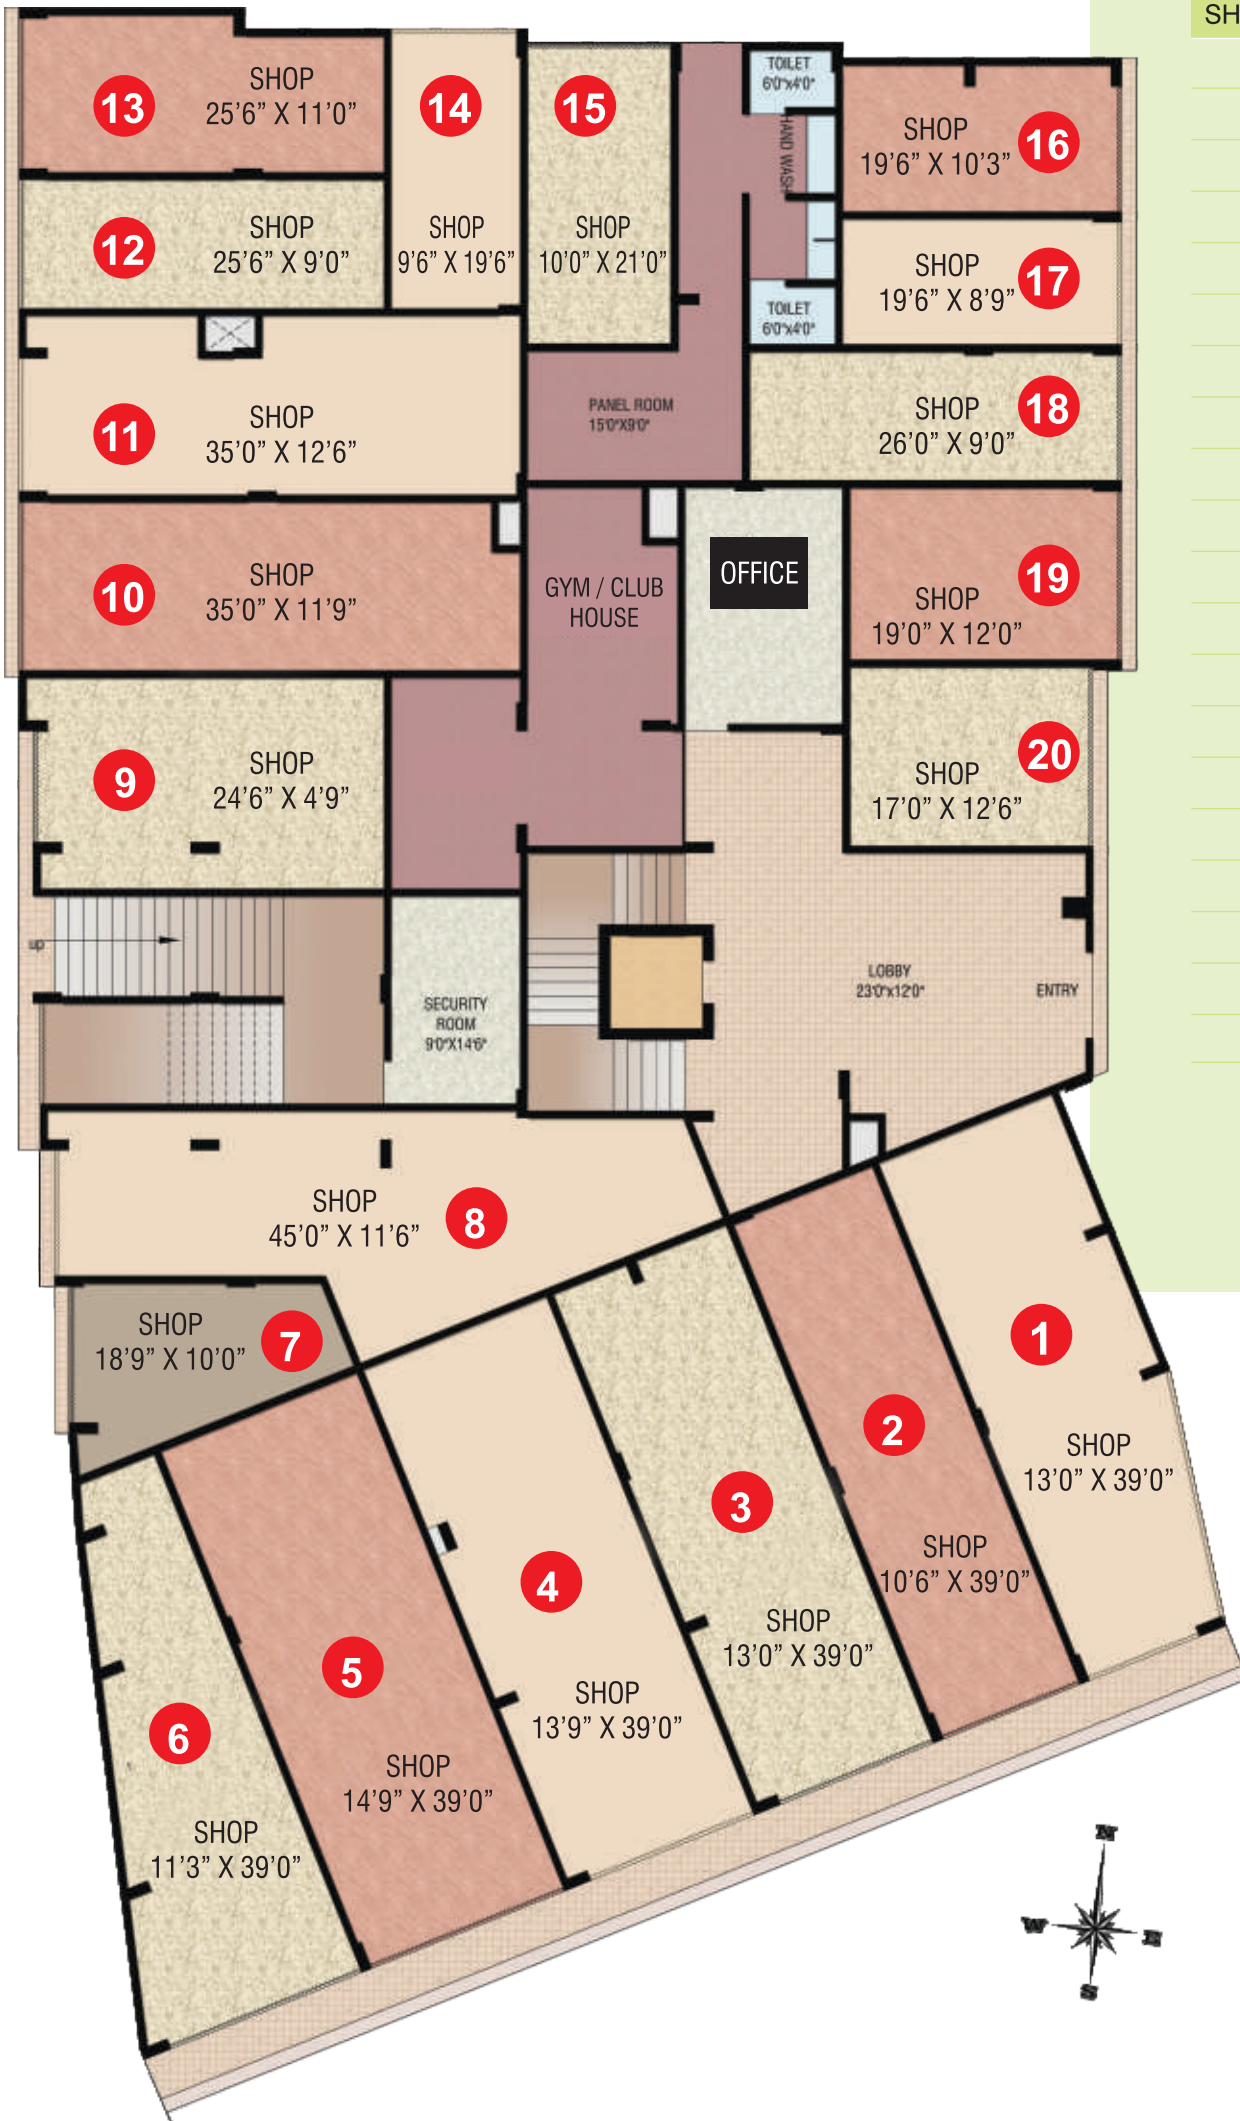 SH
13
SHOP
25’6” X 11’0”
14
SHOP
9’6” X 19’6”
15
SHOP
10’0” X 21’0”
TOILET
6'0"x4'0"
HAND WASH
16
SHOP
19’6” X 10’3”
12
SHOP
25’6” X 9’0”
17
SHOP
19’6” X 8’9”
TOILET
6'0"x4'0"
11
SHOP
35’0” X 12’6”
PANEL ROOM
15'0"X9'0"
18
SHOP
26’0” X 9’0”
10
SHOP
35’0” X 11’9”
GYM / CLUB
HOUSE
OFFICE
19
SHOP
19’0” X 12’0”
9
SHOP
24’6” X 4’9”
20
SHOP
17’0” X 12’6”
up
SECURITY
ROOM
9'0"X14'6"
LOBBY
23'0"x12'0"
ENTRY
8
SHOP
45’0” X 11’6”
7
SHOP
18’9” X 10’0”
1
SHOP
13’0” X 39’0”
2
SHOP
10’6” X 39’0”
3
SHOP
13’0” X 39’0”
4
SHOP
13’9” X 39’0”
5
SHOP
14’9” X 39’0”
6
SHOP
11’3” X 39’0”
N
W
E
S